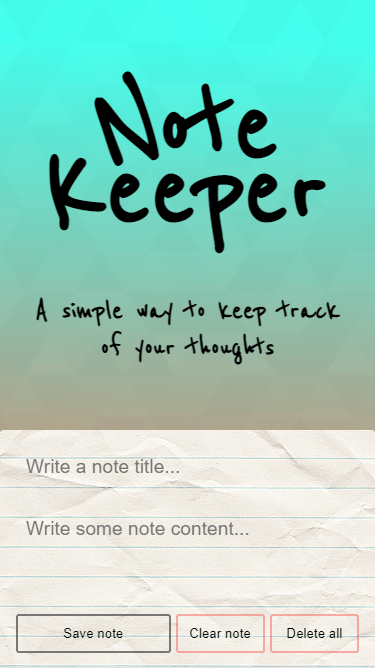 Note
Keeper
A simple way to keep track
of your thoughts
Write a note title...
Write some note content...
Save note
Clear note
Delete all